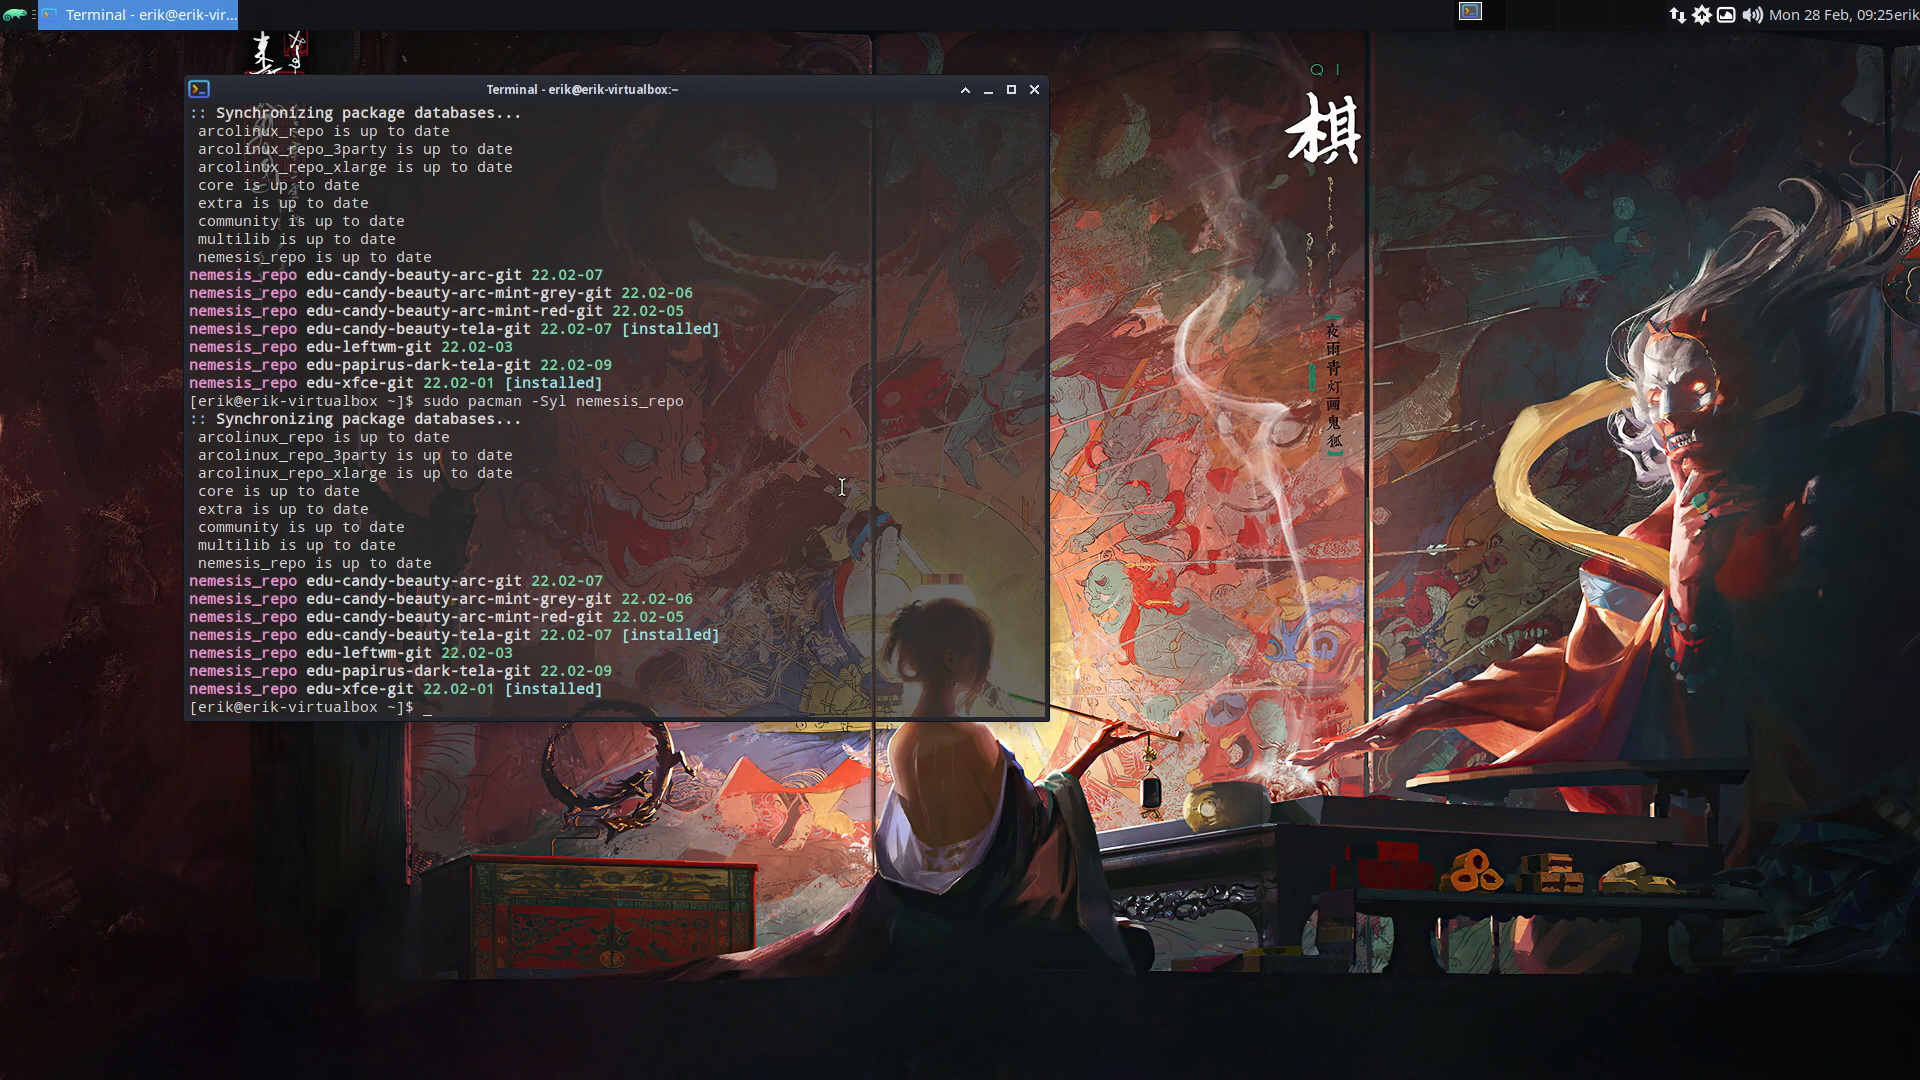 Terminal - erik@erik-vir...
Mon 28 Feb, 09:25
erik
Terminal - erik@erik-virtualbox:~
:: Synchronizing package databases...
arcolinux_repo is up to date
arcolinux_repo_3party is up to date
arcolinux_repo_xlarge is up to date
core is up to date
extra is up to date
community is up to date
multilib is up to date
nemesis_repo is up to date
nemesis_repo edu-candy-beauty-arc-git 22.02-07
nemesis_repo edu-candy-beauty-arc-mint-grey-git 22.02-06
nemesis_repo edu-candy-beauty-arc-mint-red-git 22.02-05
nemesis_repo edu-candy-beauty-tela-git 22.02-07 [installed]
nemesis_repo edu-leftwm-git 22.02-03
nemesis_repo edu-papirus-dark-tela-git 22.02-09
nemesis_repo edu-xfce-git 22.02-01 [installed]
[erik@erik-virtualbox ~]$ sudo pacman -Syl nemesis_repo
:: Synchronizing package databases...
arcolinux_repo is up to date
arcolinux_repo_3party is up to date
arcolinux_repo_xlarge is up to date
core is up to date
extra is up to date
community is up to date
multilib is up to date
nemesis_repo is up to date
nemesis_repo edu-candy-beauty-arc-git 22.02-07
nemesis_repo edu-candy-beauty-arc-mint-grey-git 22.02-06
nemesis_repo edu-candy-beauty-arc-mint-red-git 22.02-05
nemesis_repo edu-candy-beauty-tela-git 22.02-07 [installed]
nemesis_repo edu-leftwm-git 22.02-03
nemesis_repo edu-papirus-dark-tela-git 22.02-09
nemesis_repo edu-xfce-git 22.02-01 [installed]
[erik@erik-virtualbox ~]$ _
QI
棋
夜雨青灯画鬼狐